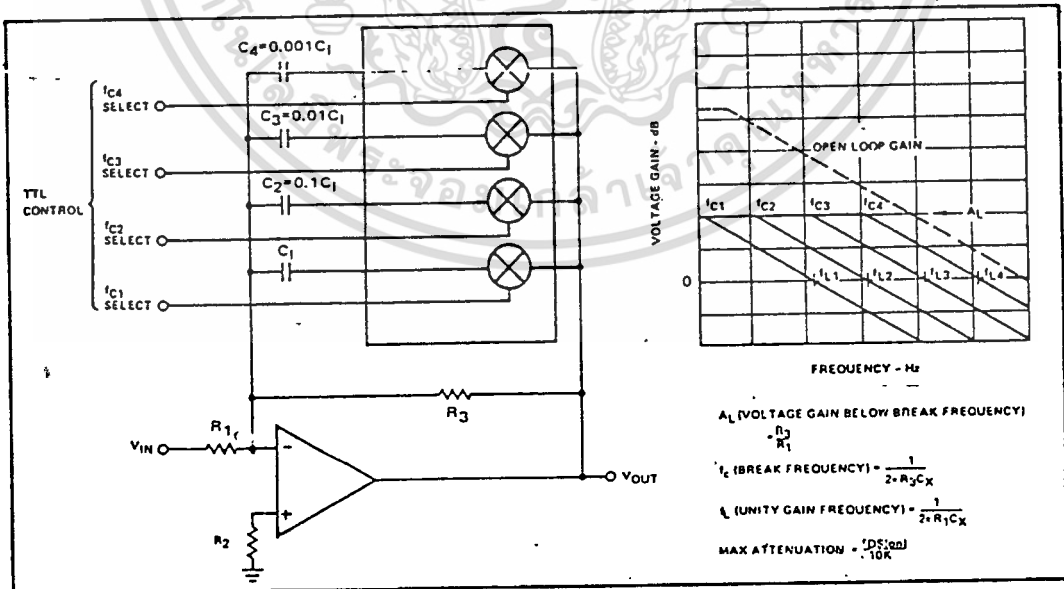 C4=0.001C1
fC4
SELECT
C3=0.01C1
fC3
SELECT
TTL
CONTROL
C2=0.1C1
fC2
SELECT
C1
fC1
SELECT
R3
VIN
R1
-
+
R2
VOUT
VOLTAGE GAIN - dB
OPEN LOOP GAIN
fC1 fC2 fC3 fC4
AL
0
fL1 fL2 fL3 fL4
FREQUENCY - Hz
AL (VOLTAGE GAIN BELOW BREAK FREQUENCY)
= R3/R1
fC (BREAK FREQUENCY) = 1/2πR3CX
fL (UNITY GAIN FREQUENCY) = 1/2πR1CX
MAX ATTENUATION = rDS(on)/10K